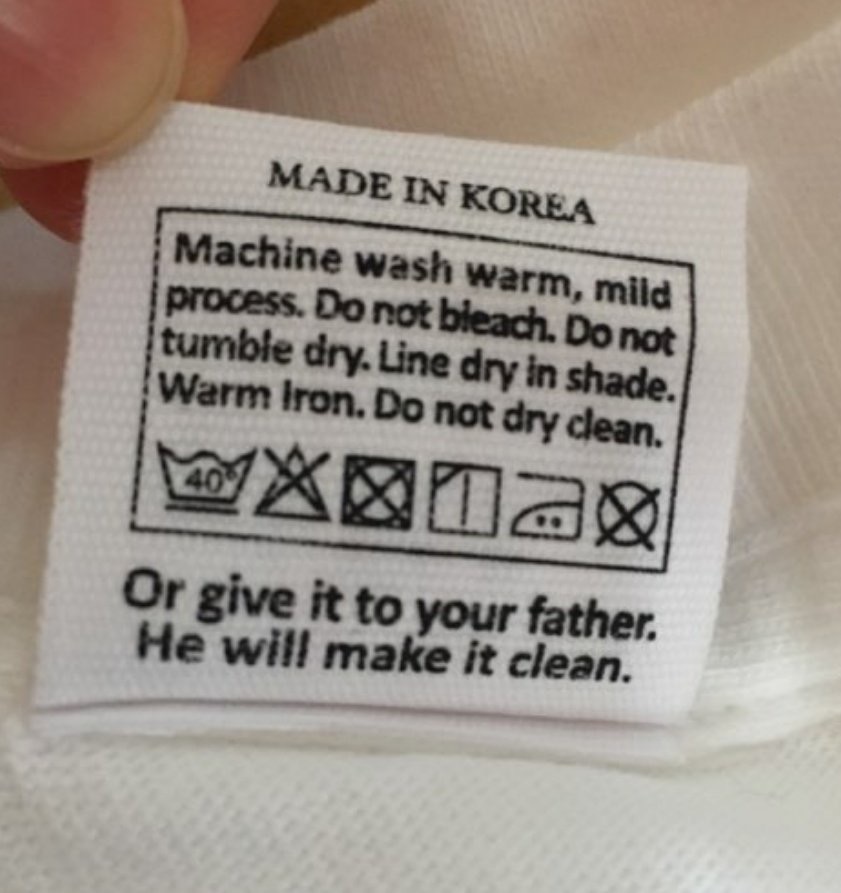 MADE IN KOREA
Machine wash warm, mild
process. Do not bleach. Do not
tumble dry. Line dry in shade.
Warm Iron. Do not dry clean.
40°
Or give it to your father.
He will make it clean.